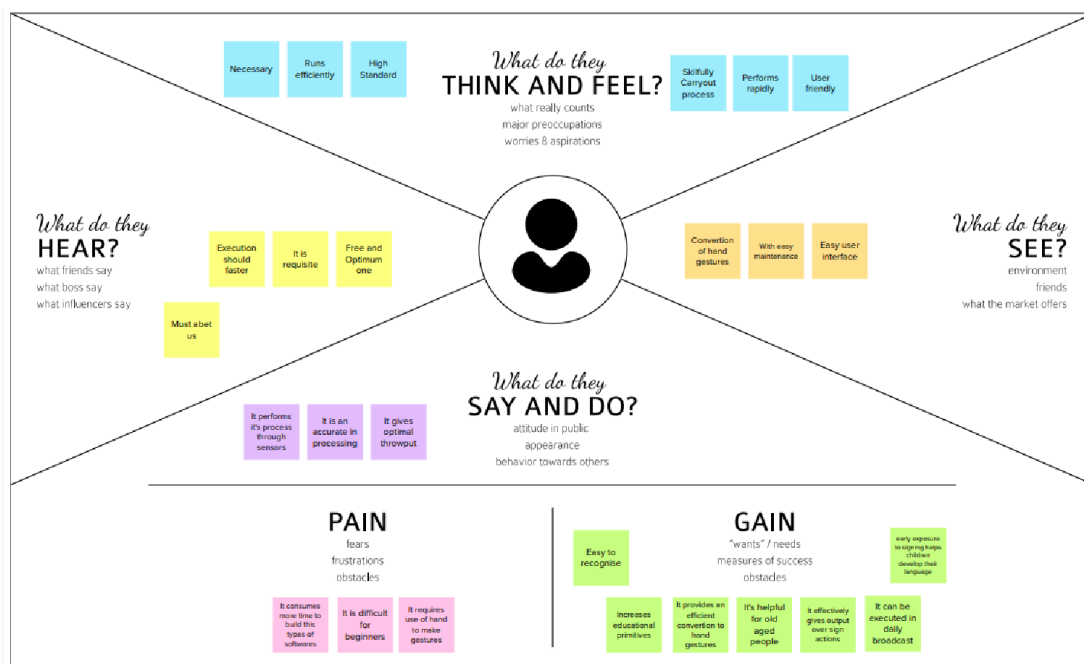 Necessary
Runs
efficiently
High
Standard
What do they
THINK AND FEEL?
what really counts
major preoccupations
worries & aspirations
Skilfully
Carryout
process
Performs
rapidly
User
friendly
What do they
HEAR?
what friends say
what boss say
what influencers say
Execution
should
faster
It is
requisite
Free and
Optimum
one
Must abet
us
Convertion
of hand
gestures
With easy
maintenance
Easy user
interface
What do they
SEE?
environment
friends
what the market offers
What do they
SAY AND DO?
attitude in public
appearance
behavior towards others
It performs
it's process
through
sensors
It is an
accurate in
processing
It gives
optimal
throwput
PAIN
fears
frustrations
obstacles
It consumes
more time to
build this
types of
softwares
It is difficult
for
beginners
It requires
use of hand
to make
gestures
GAIN
"wants" / needs
measures of success
obstacles
Easy to
recognise
early exposure
to signing helps
children
develop their
language
Increases
educational
primitives
It provides an
efficient
convertion to
hand
gestures
It's helpful
for old
aged
people
It effectively
gives output
over sign
actions
It can be
executed in
daily
broadcast